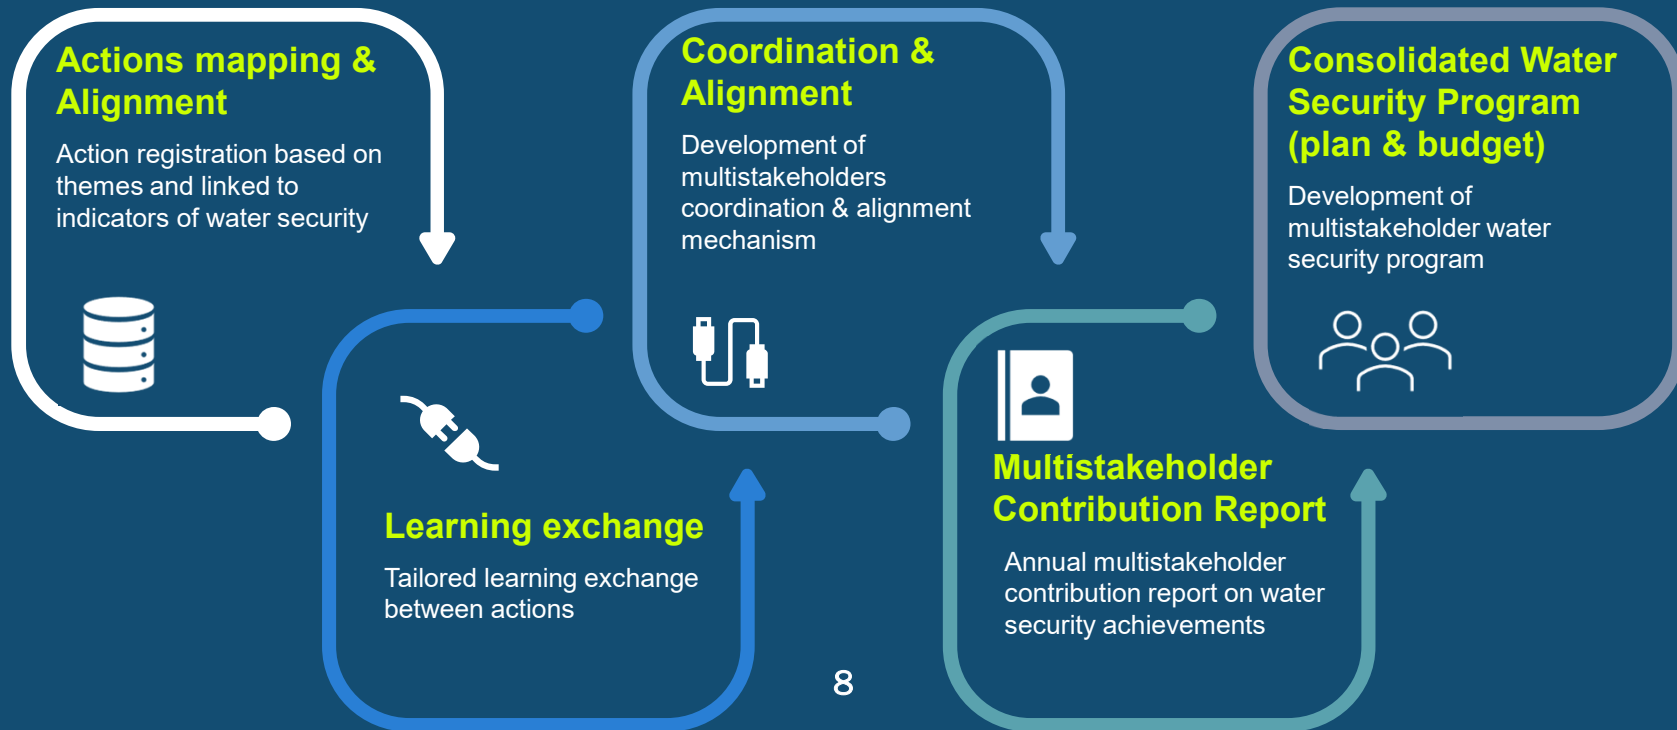 Actions mapping &
Alignment
Action registration based on
themes and linked to
indicators of water security
Learning exchange
Tailored learning exchange
between actions
Coordination &
Alignment
Development of
multistakeholders
coordination & alignment
mechanism
Multistakeholder
Contribution Report
Annual multistakeholder
contribution report on water
security achievements
Consolidated Water
Security Program
(plan & budget)
Development of
multistakeholder water
security program
8